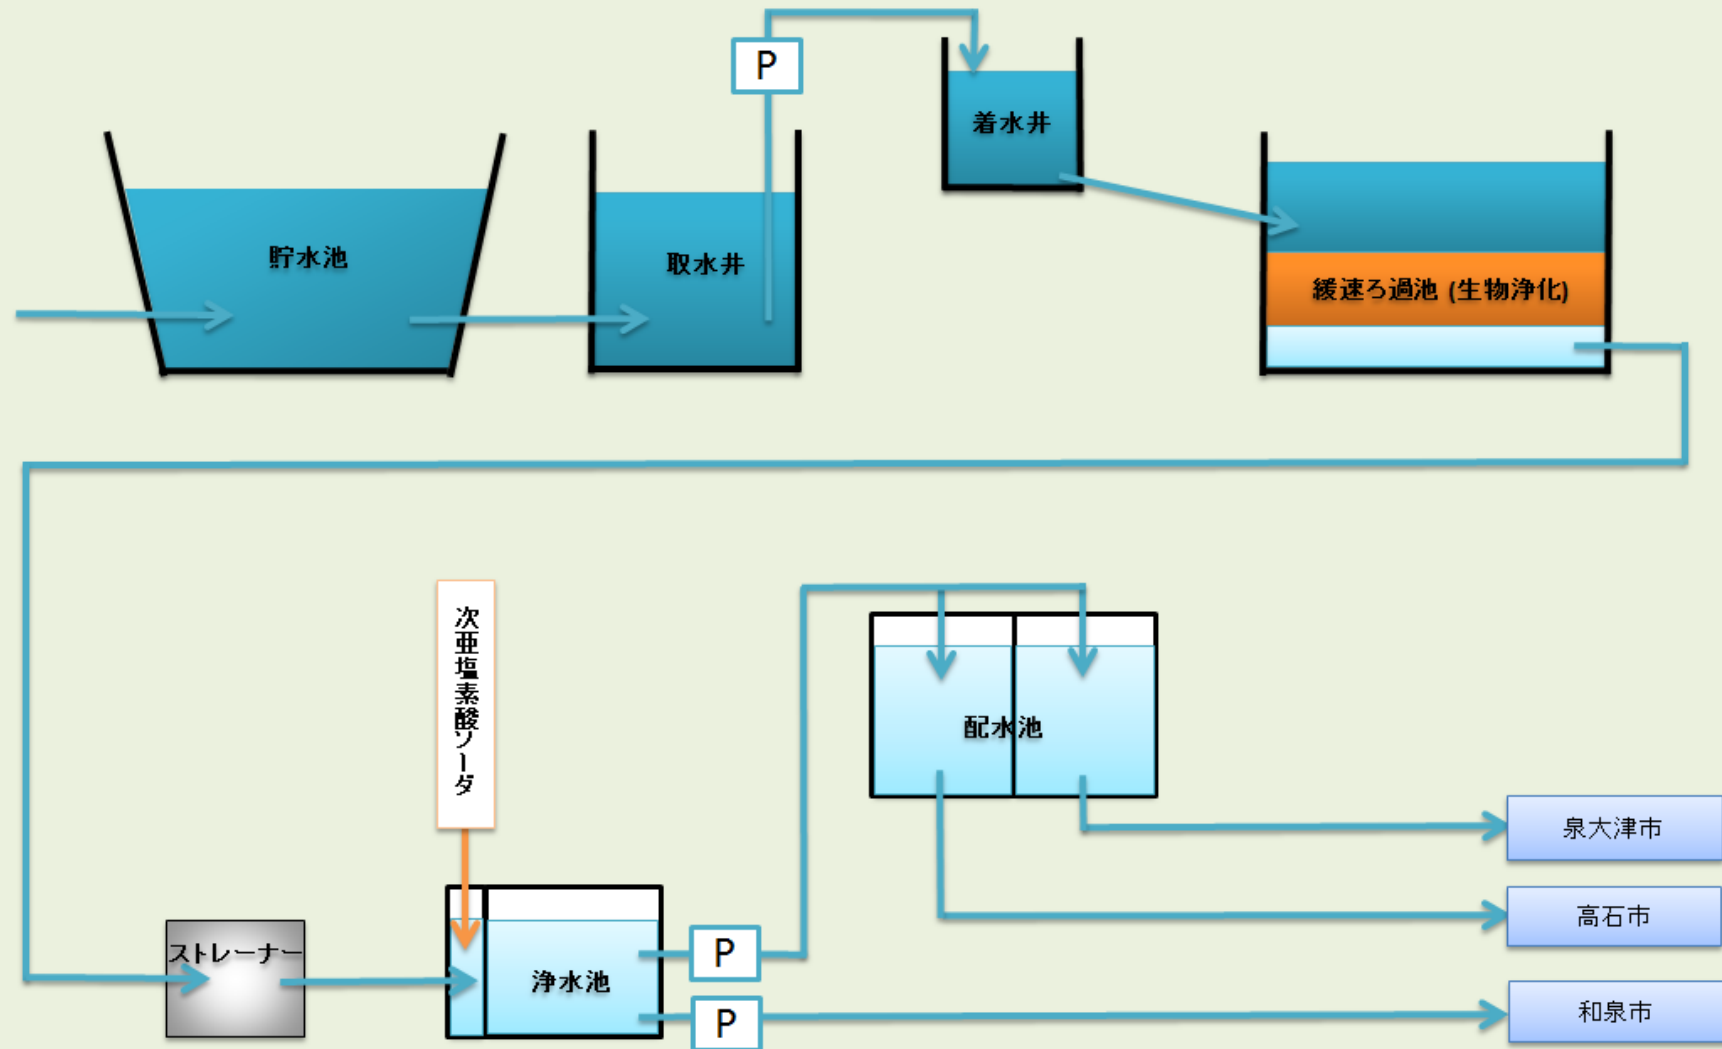 P
着水井
貯水池
取水井
緩速ろ過池 (生物浄化)
次亜塩素酸ソーダ
配水池
泉大津市
高石市
ストレーナー
P
浄水池
和泉市
P